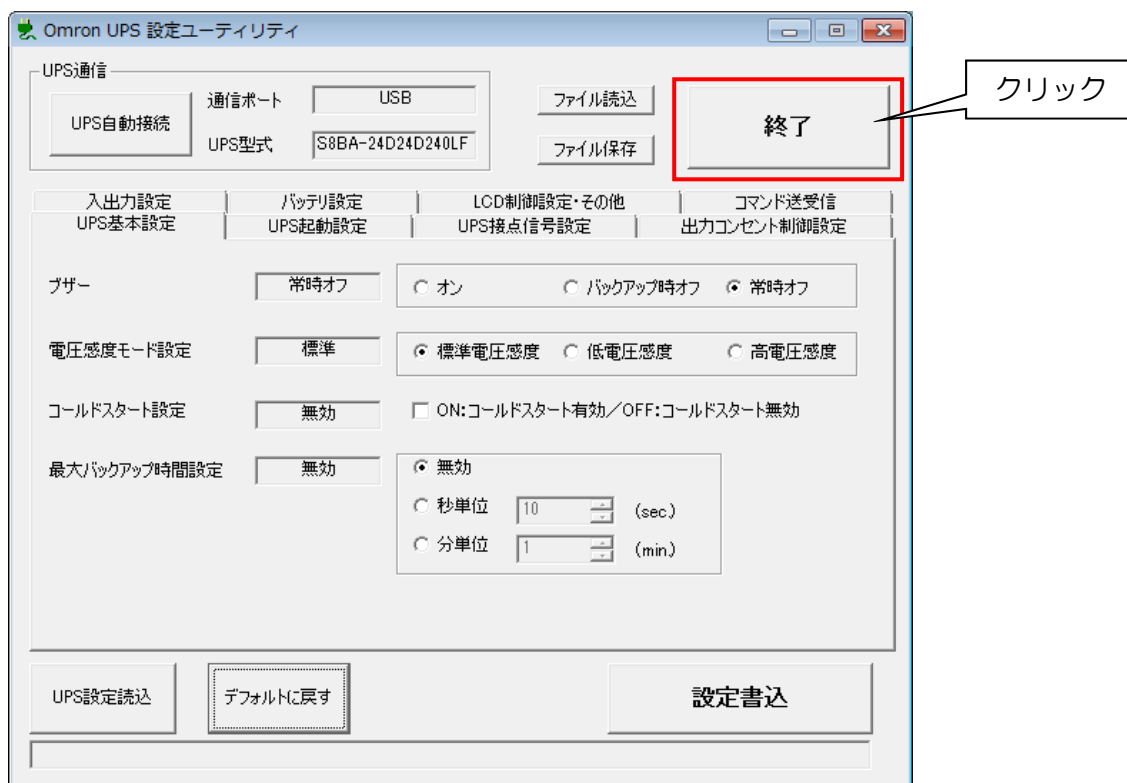 Omron UPS 設定ユーティリティ
UPS通信
UPS自動接続
通信ポート USB
UPS型式 S8BA-24D24D240LF
ファイル読込
ファイル保存
終了
クリック
入出力設定 バッテリ設定 LCD制御設定・その他 コマンド送受信
UPS基本設定 UPS起動設定 UPS接点信号設定 出力コンセント制御設定
ブザー 常時オフ オン バックアップ時オフ 常時オフ
電圧感度モード設定 標準 標準電圧感度 低電圧感度 高電圧感度
コールドスタート設定 無効 ON:コールドスタート有効/OFF:コールドスタート無効
最大バックアップ時間設定 無効 無効
秒単位 10 (sec.)
分単位 1 (min.)
UPS設定読込 デフォルトに戻す 設定書込